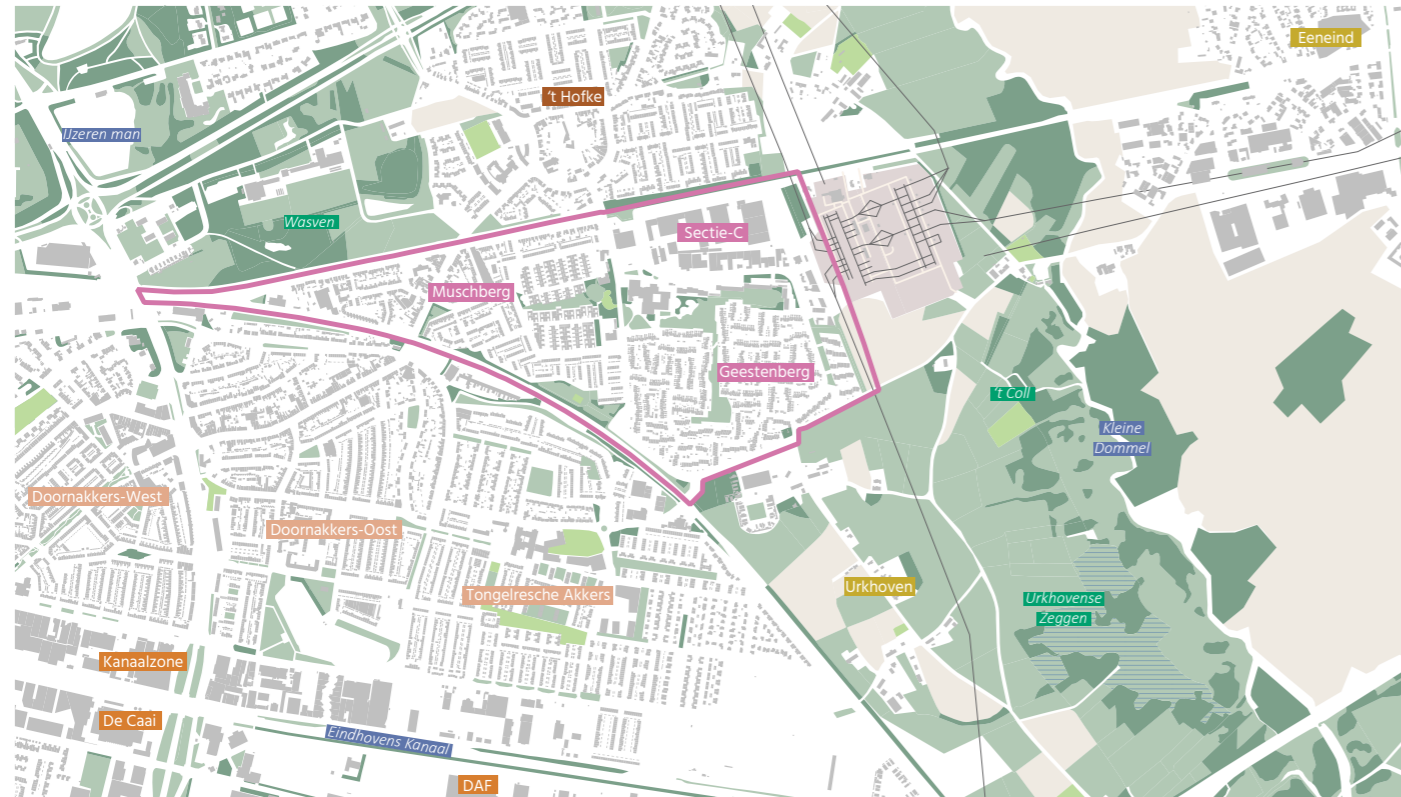 Eeneind
't Hofke
IJzeren man
Wasven
Sectie-C
Muschberg
Geestenberg
't Coll
Kleine
Dommel
Doornakkers-West
Doornakkers-Oost
Urkhoven
Tongelresche Akkers
Urkhovense
Zeggen
Kanaalzone
De Caai
Eindhovens Kanaal
DAF